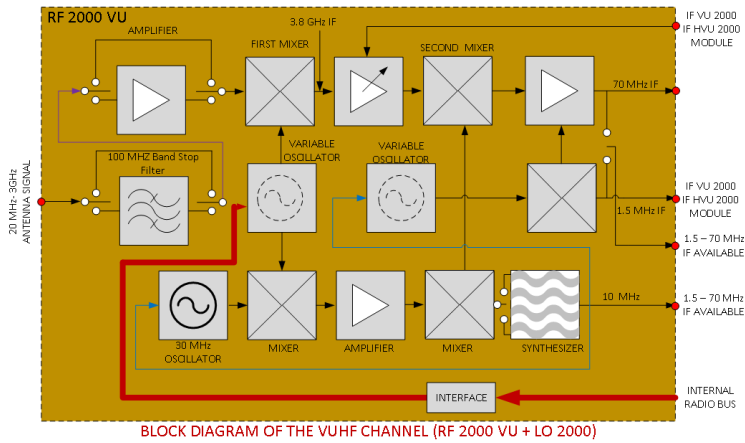 RF 2000 VU
AMPLIFIER
3.8 GHz IF
FIRST MIXER
SECOND MIXER
IF VU 2000
IF HVU 2000
MODULE
70 MHz IF
100 MHZ Band Stop
Filter
VARIABLE
OSCILLATOR
VARIABLE
OSCILLATOR
20 MHz- 3GHz
ANTENNA SIGNAL
IF VU 2000
IF HVU 2000
MODULE
1.5 MHz IF
1.5 – 70 MHz
IF AVAILABLE
10 MHz
1.5 – 70 MHz
IF AVAILABLE
30 MHz
OSCILLATOR
MIXER
AMPLIFIER
MIXER
SYNTHESIZER
INTERFACE
INTERNAL
RADIO BUS
BLOCK DIAGRAM OF THE VUHF CHANNEL (RF 2000 VU + LO 2000)